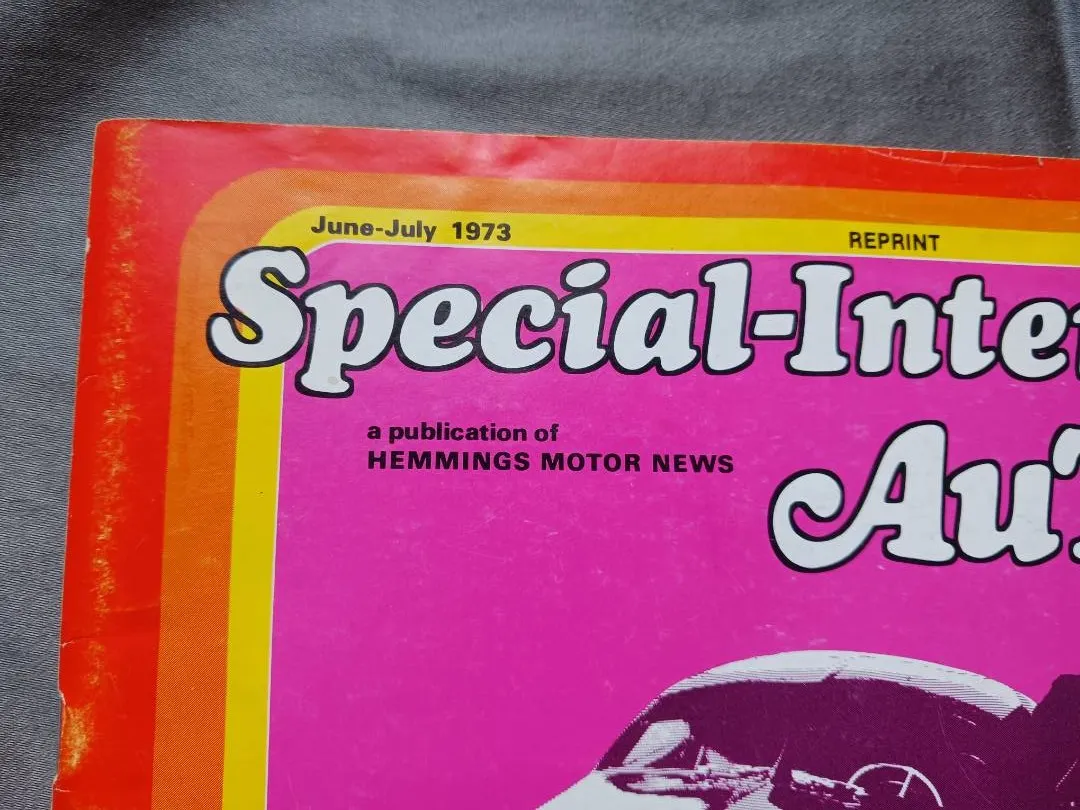 June-July 1973
REPRINT
Special-Inte
a publication of
HEMMINGS MOTOR NEWS
Au